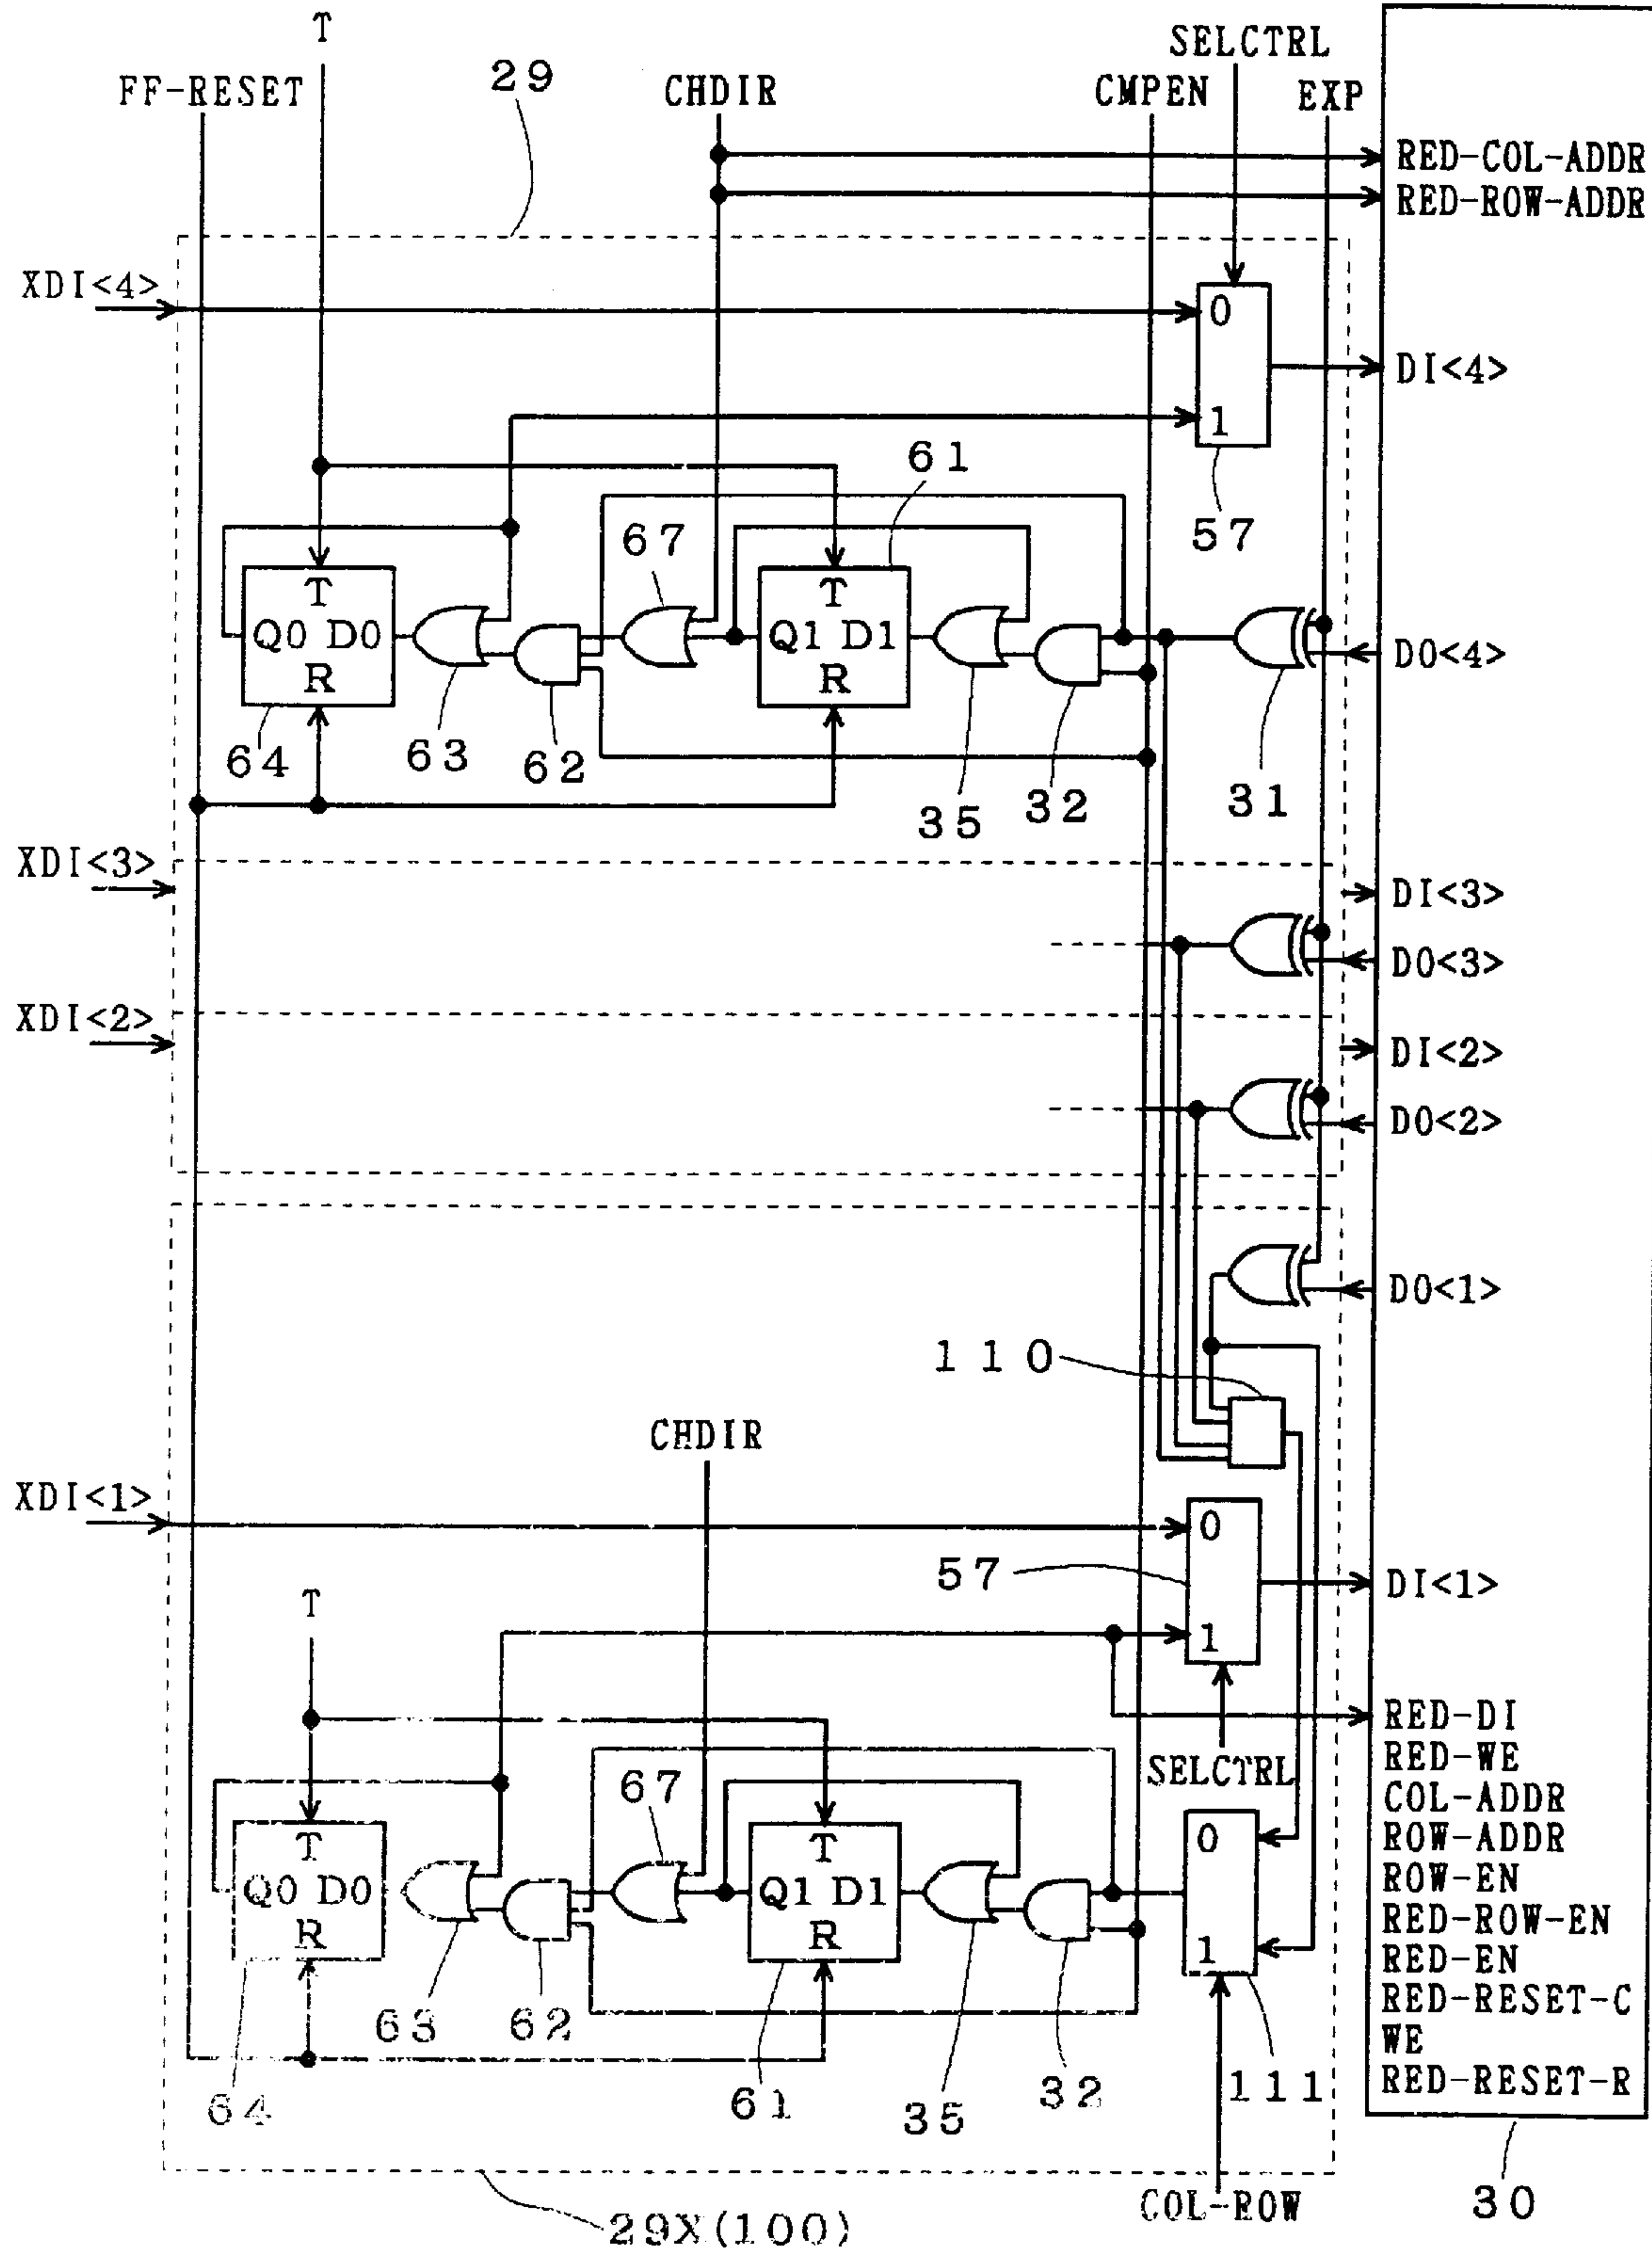 T
SELCTRL
FF-RESET
29
CHDIR
CMPEN
EXP
RED-COL-ADDR
RED-ROW-ADDR
XDI<4>
0
DI<4>
1
61
57
67
T
Q0 D0
R
T
Q1 D1
R
DO<4>
64
63
62
35
32
31
XDI<3>
DI<3>
DO<3>
XDI<2>
DI<2>
DO<2>
DO<1>
110
CHDIR
XDI<1>
0
57
DI<1>
T
1
RED-DI
SELCTRL
RED-WE
COL-ADDR
67
0
ROW-ADDR
T
Q0 D0
R
T
Q1 D1
R
ROW-EN
RED-ROW-EN
1
RED-EN
RED-RESET-C
63
62
WE
64
61
35
32
111
RED-RESET-R
COL-ROW
30
29X(100)